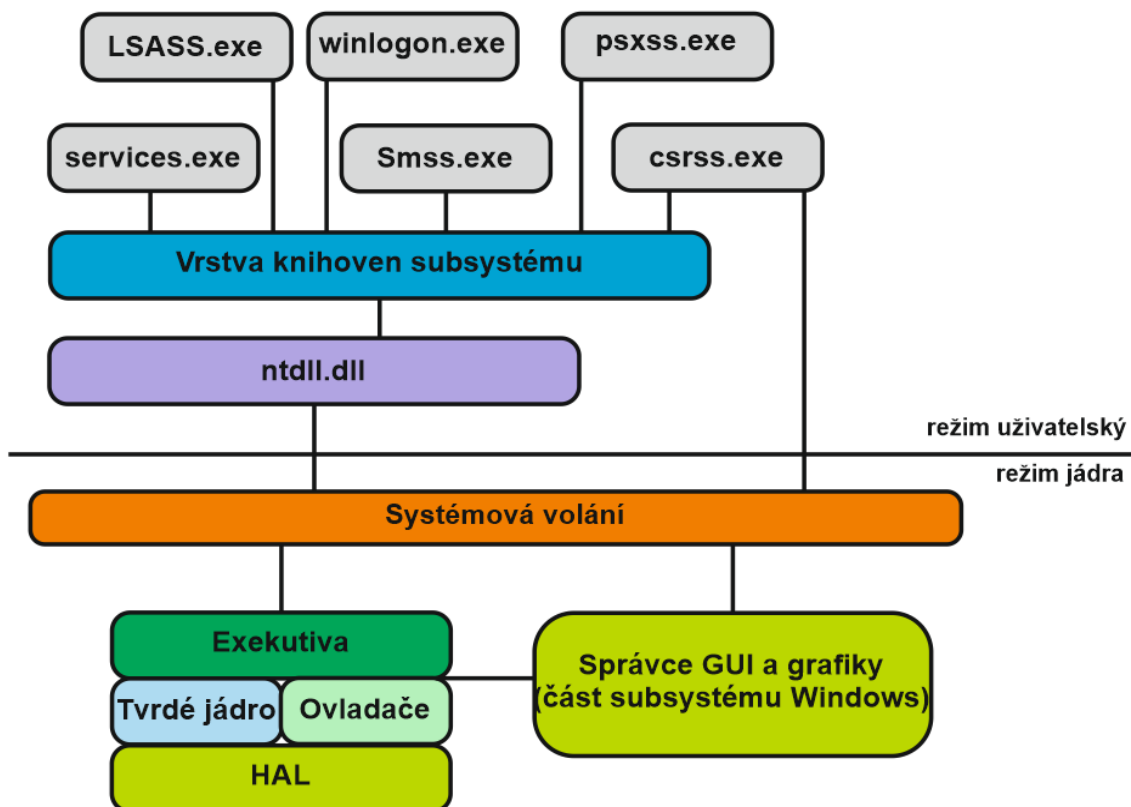 LSASS.exe
winlogon.exe
psxss.exe
services.exe
Smss.exe
csrss.exe
Vrstva knihoven subsystému
ntdll.dll
režim uživatelský
režim jádra
Systémová volání
Exekutiva
Tvrdé jádro
Ovladače
HAL
Správce GUI a grafiky
(část subsystému Windows)